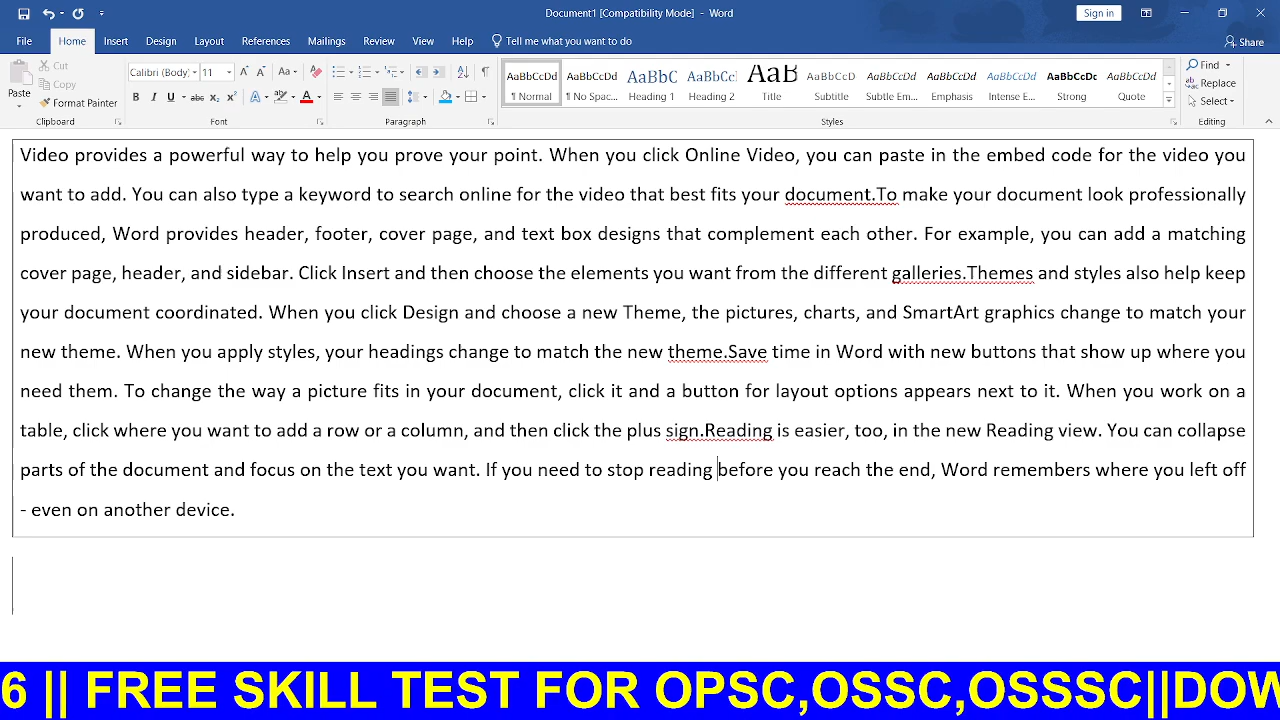 Document1 [Compatibility Mode] - Word
Sign in
File Home Insert Design Layout References Mailings Review View Help Tell me what you want to do Share
Paste
Cut
Copy
Format Painter
Calibri (Body) 11
B I U abc X2 X2
AaBbCcDd AaBbCcDd AaBbC AaBbCc AaB AaBbCcD AaBbCcDd AaBbCcDd AaBbCcDd AaBbCcDc AaBbCcDd
¶ Normal ¶ No Spac... Heading 1 Heading 2 Title Subtitle Subtle Em... Emphasis Intense E... Strong Quote
Find
Replace
Select
Clipboard Font Paragraph Styles Editing
Video provides a powerful way to help you prove your point. When you click Online Video, you can paste in the embed code for the video you
want to add. You can also type a keyword to search online for the video that best fits your document.To make your document look professionally
produced, Word provides header, footer, cover page, and text box designs that complement each other. For example, you can add a matching
cover page, header, and sidebar. Click Insert and then choose the elements you want from the different galleries.Themes and styles also help keep
your document coordinated. When you click Design and choose a new Theme, the pictures, charts, and SmartArt graphics change to match your
new theme. When you apply styles, your headings change to match the new theme.Save time in Word with new buttons that show up where you
need them. To change the way a picture fits in your document, click it and a button for layout options appears next to it. When you work on a
table, click where you want to add a row or a column, and then click the plus sign.Reading is easier, too, in the new Reading view. You can collapse
parts of the document and focus on the text you want. If you need to stop reading before you reach the end, Word remembers where you left off
- even on another device.
6 || FREE SKILL TEST FOR OPSC,OSSC,OSSSC||DOW